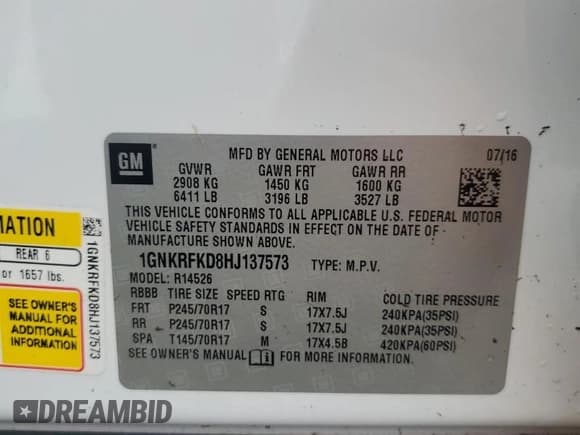 GM
MFD BY GENERAL MOTORS LLC
07/16
GVWR GAWR FRT GAWR RR
2908 KG 1450 KG 1600 KG
6411 LB 3196 LB 3527 LB
THIS VEHICLE CONFORMS TO ALL APPLICABLE U.S. FEDERAL MOTOR
VEHICLE SAFETY STANDARDS IN EFFECT ON THE DATE OF
MANUFACTURE SHOWN ABOVE.
1GNKRFKD8HJ137573 TYPE: M.P.V.
MODEL: R14526
RBBB TIRE SIZE SPEED RTG RIM COLD TIRE PRESSURE
FRT P245/70R17 S 17X7.5J 240KPA(35PSI)
RR P245/70R17 S 17X7.5J 240KPA(35PSI)
SPA T145/70R17 M 17X4.5B 420KPA(60PSI)
SEE OWNER'S MANUAL FOR MORE INFORMATION
MATION
REAR 6
or 1657 lbs.
SEE OWNER'S
MANUAL FOR
ADDITIONAL
INFORMATION
1GNKRFKD8HJ137573
DREAMBID